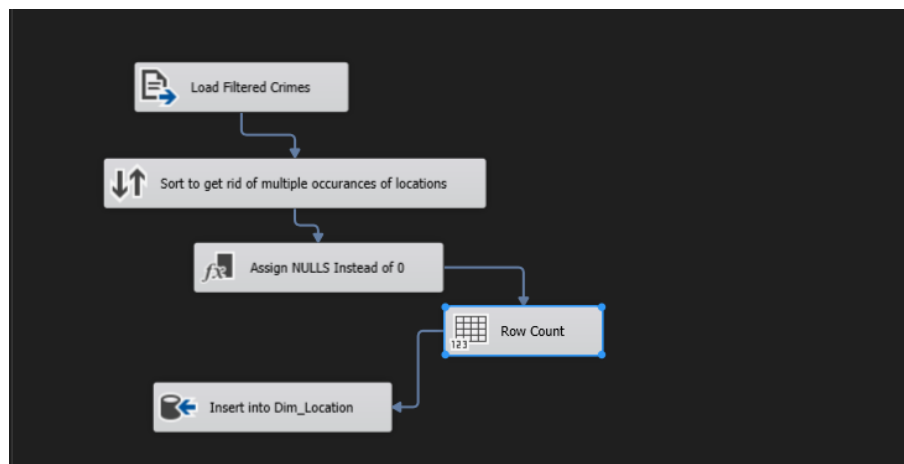 Load Filtered Crimes
Sort to get rid of multiple occurances of locations
fx Assign NULLS Instead of 0
123 Row Count
Insert into Dim_Location